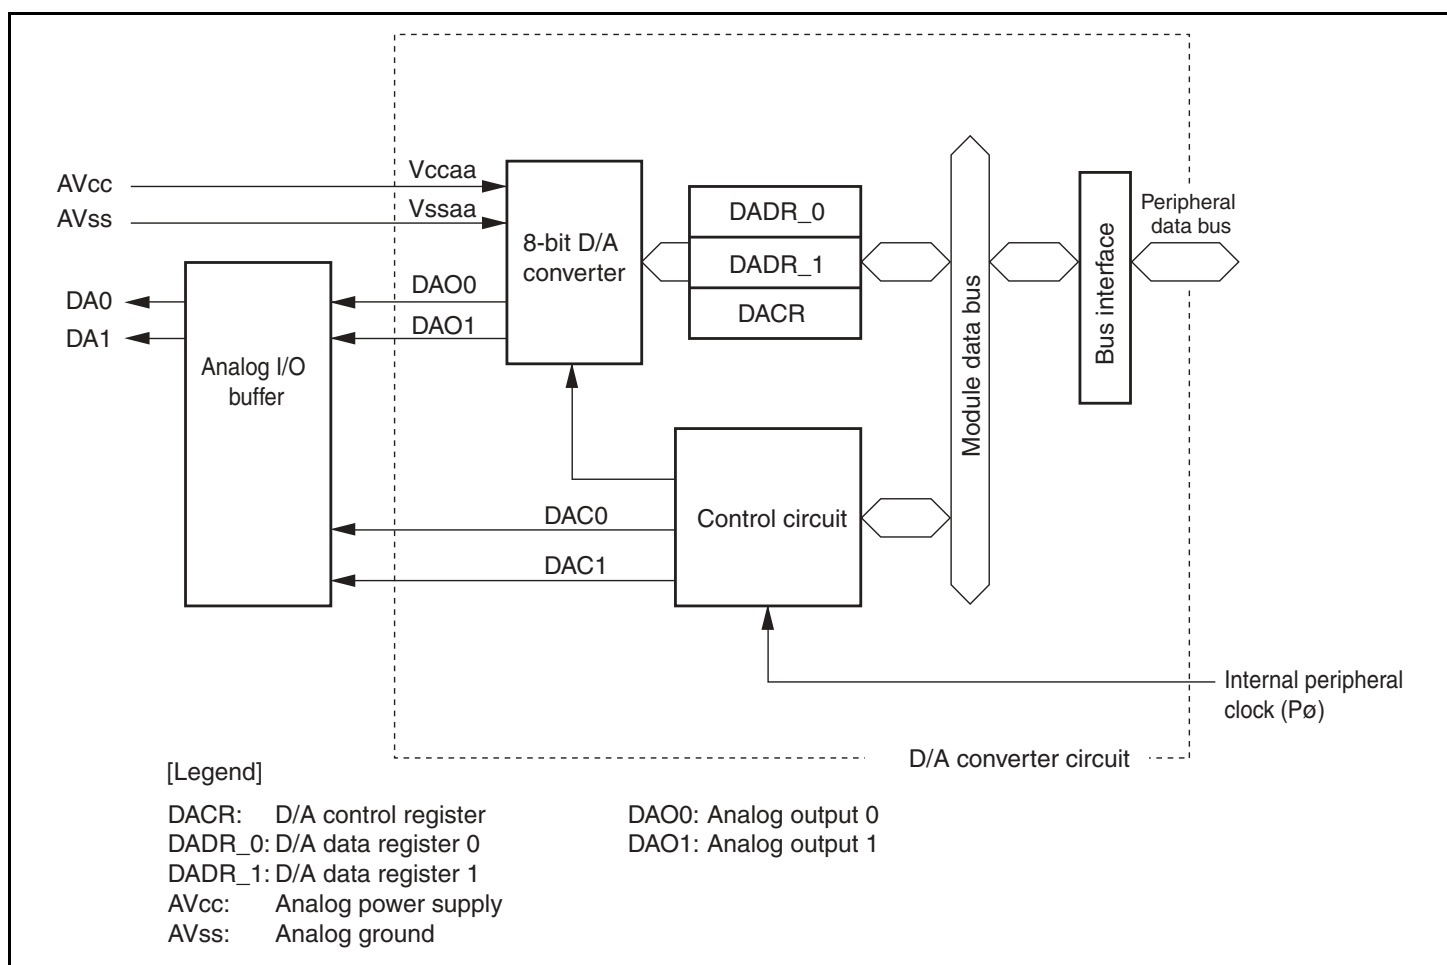 AVcc
AVss
Vccaa
Vssaa
8-bit D/A
converter
DADR_0
DADR_1
DACR
Module data bus
Bus interface
Peripheral
data bus
DA0
DA1
Analog I/O
buffer
DAO0
DAO1
DAC0
DAC1
Control circuit
Internal peripheral
clock (Pø)
D/A converter circuit
[Legend]
DACR: D/A control register
DADR_0: D/A data register 0
DADR_1: D/A data register 1
AVcc: Analog power supply
AVss: Analog ground
DAO0: Analog output 0
DAO1: Analog output 1